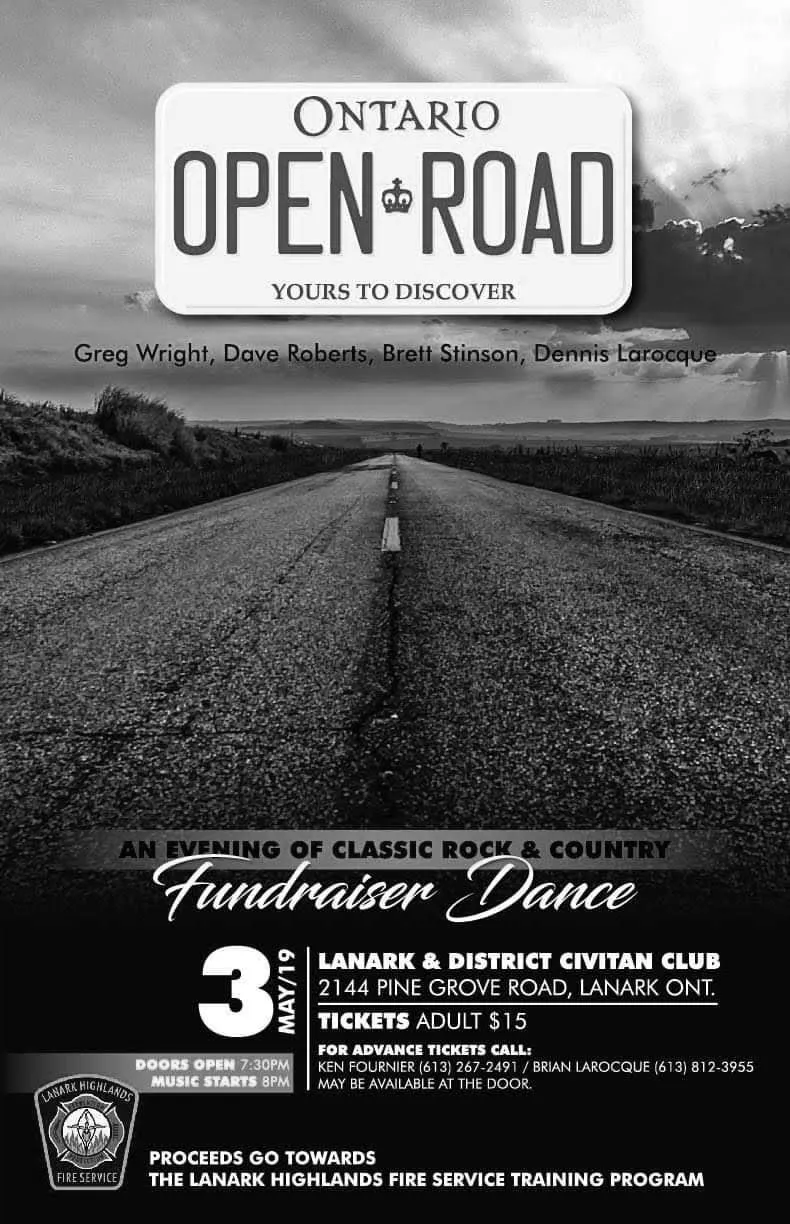 ONTARIO
OPEN ROAD
YOURS TO DISCOVER
Greg Wright, Dave Roberts, Brett Stinson, Dennis Larocque
AN EVENING OF CLASSIC ROCK & COUNTRY
Fundraiser Dance
3
MAY/19
LANARK & DISTRICT CIVITAN CLUB
2144 PINE GROVE ROAD, LANARK ONT.
TICKETS ADULT $15
FOR ADVANCE TICKETS CALL:
KEN FOURNIER (613) 267-2491 / BRIAN LAROCQUE (613) 812-3955
MAY BE AVAILABLE AT THE DOOR.
DOORS OPEN 7:30PM
MUSIC STARTS 8PM
LANARK HIGHLANDS
FIRE SERVICE
PROCEEDS GO TOWARDS
THE LANARK HIGHLANDS FIRE SERVICE TRAINING PROGRAM